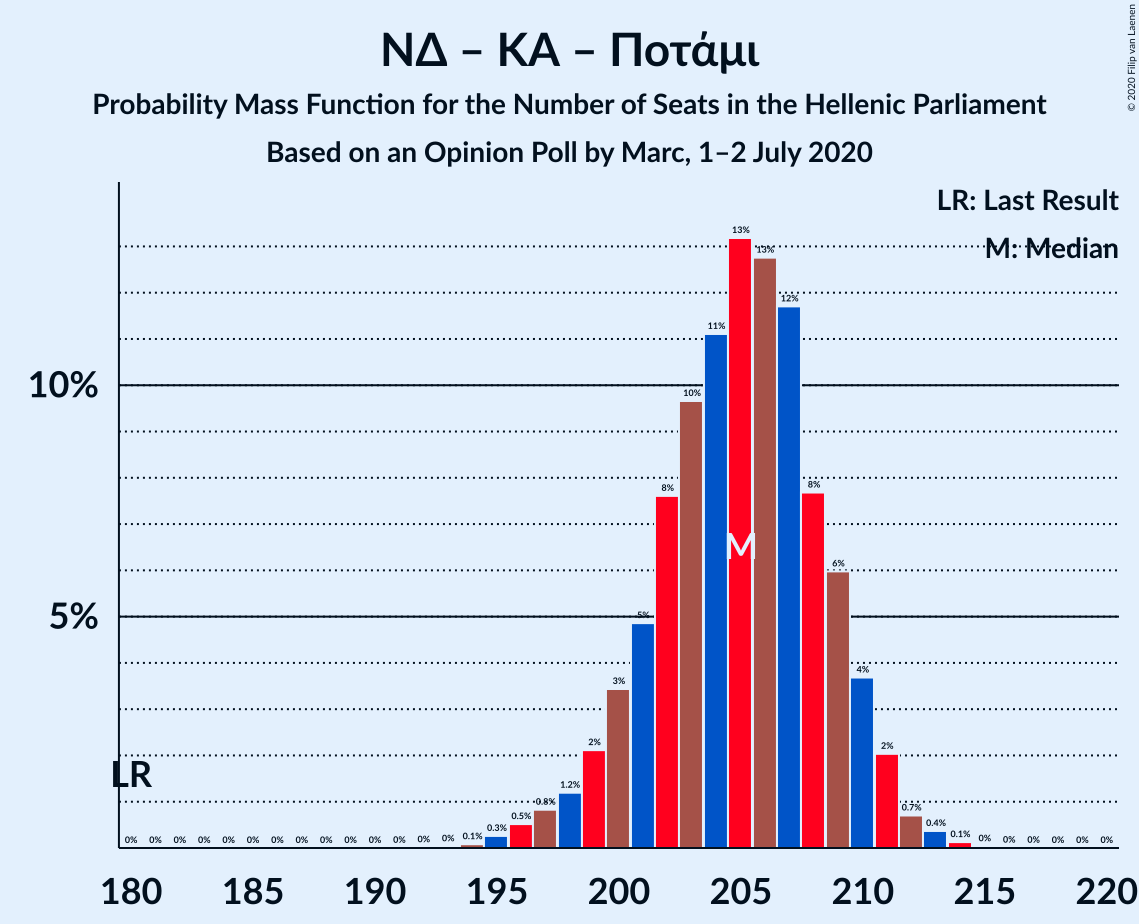 ΝΔ – ΚΑ – Ποτάμι
Probability Mass Function for the Number of Seats in the Hellenic Parliament
Based on an Opinion Poll by Marc, 1–2 July 2020
© 2020 Filip van Laenen
LR: Last Result
M: Median
10%
5%
LR
M
0% 0% 0% 0% 0% 0% 0% 0% 0% 0% 0% 0% 0% 0% 0.1% 0.3% 0.5% 0.8% 1.2% 2% 3% 5% 8% 10% 11% 13% 13% 12% 8% 6% 4% 2% 0.7% 0.4% 0.1% 0% 0% 0% 0% 0% 0%
180 185 190 195 200 205 210 215 220